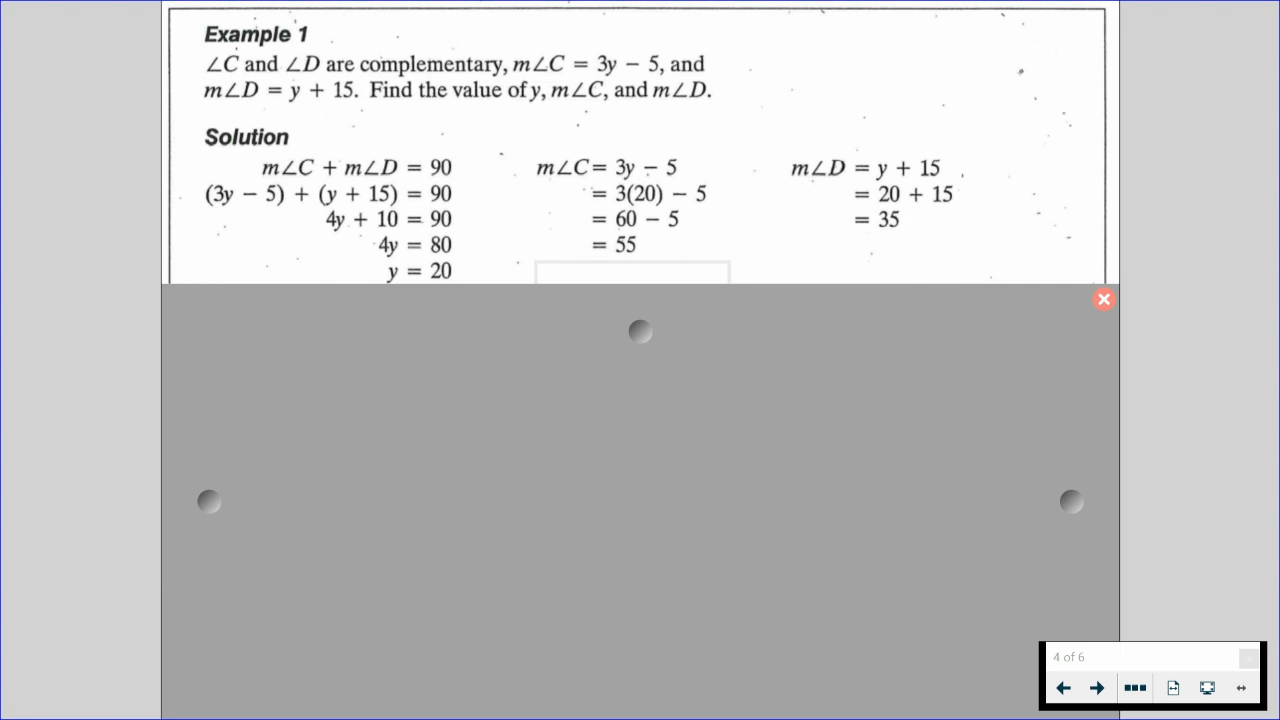 Example 1
∠C and ∠D are complementary, m∠C = 3y − 5, and
m∠D = y + 15. Find the value of y, m∠C, and m∠D.
Solution
m∠C + m∠D = 90
(3y − 5) + (y + 15) = 90
4y + 10 = 90
4y = 80
y = 20
m∠C = 3y − 5
= 3(20) − 5
= 60 − 5
= 55
m∠D = y + 15
= 20 + 15
= 35
4 of 6